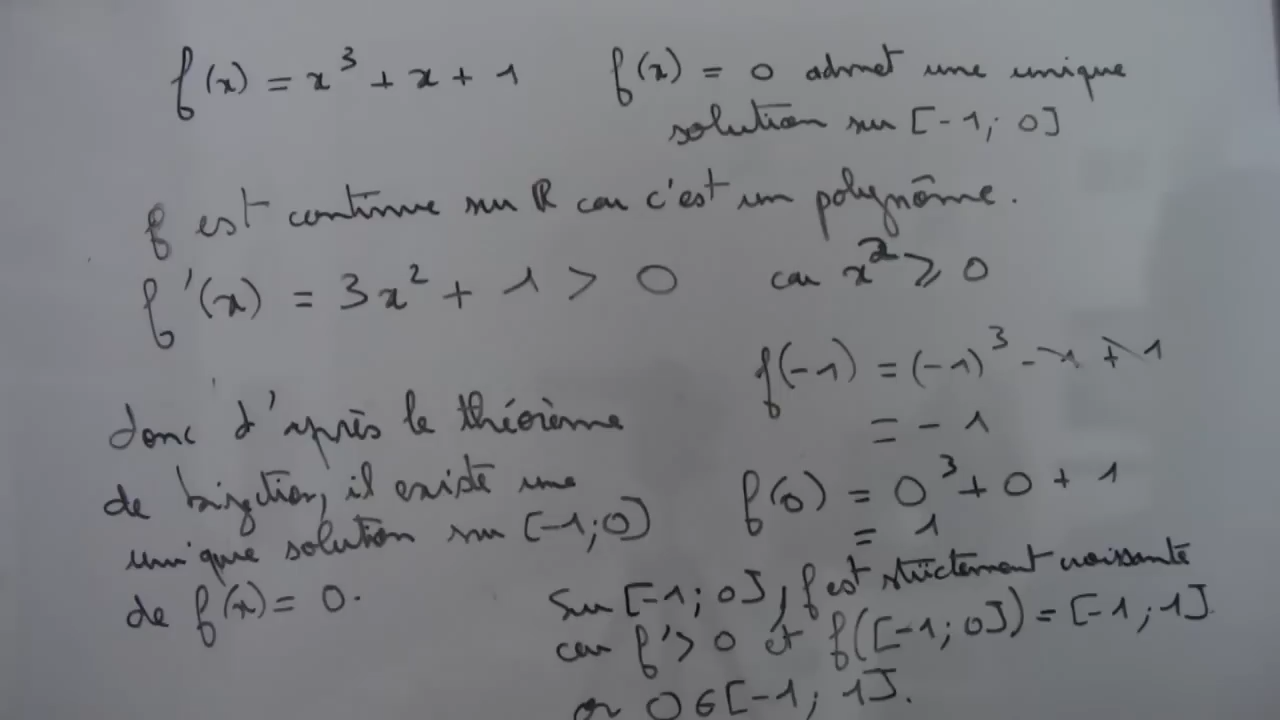 f(x) = x³ + x + 1
f(x) = 0 admet une unique
solution sur [-1; 0]
f est continue sur ℝ car c'est un polynôme.
f'(x) = 3x² + 1 > 0 car x² ⩾ 0
f(-1) = (-1)³ - 1 + 1
= - 1
f(0) = 0³ + 0 + 1
= 1
Sur [-1; 0], f est strictement croissante
car f' > 0 et f([-1; 0]) = [-1; 1]
or 0 ∈ [-1; 1].
donc d'après le théorème
de bijection, il existe une
unique solution sur [-1; 0]
de f(x) = 0.